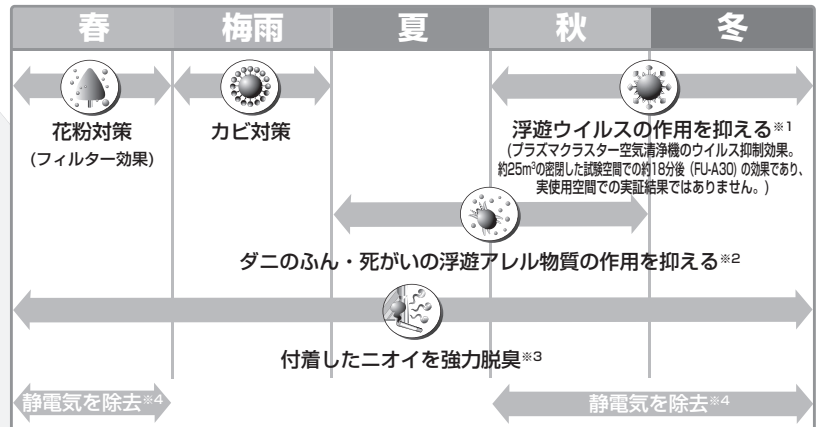 春 梅雨 夏 秋 冬
花粉対策
(フィルター効果)
カビ対策
浮遊ウイルスの作用を抑える※1
(プラズマクラスター空気清浄機のウイルス抑制効果。
約25m³の密閉した試験空間での約18分後（FU-A30）の効果であり、
実使用空間での実証結果ではありません。)
ダニのふん・死がいの浮遊アレル物質の作用を抑える※2
付着したニオイを強力脱臭※3
静電気を除去※4 静電気を除去※4